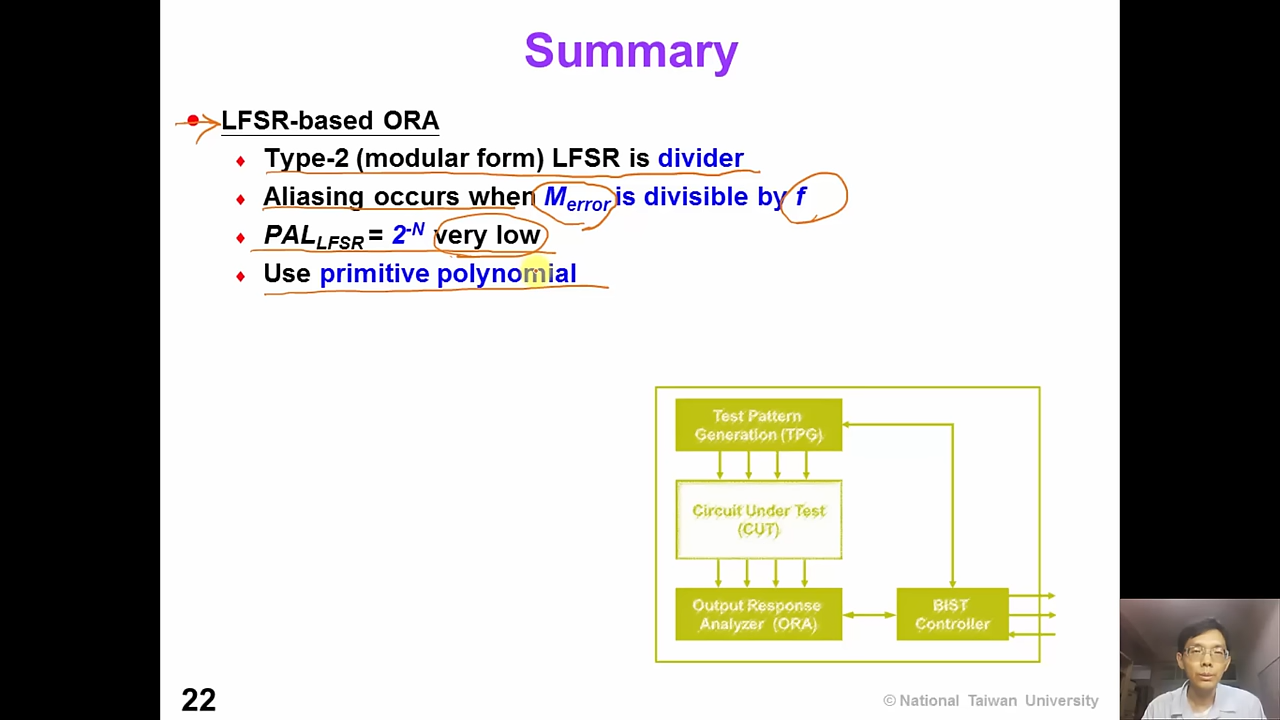 Summary
LFSR-based ORA
Type-2 (modular form) LFSR is divider
Aliasing occurs when Merror is divisible by f
PALLFSR = 2-N very low
Use primitive polynomial
Test Pattern
Generation (TPG)
Circuit Under Test
(CUT)
Output Response
Analyzer (ORA)
BIST
Controller
22
© National Taiwan University